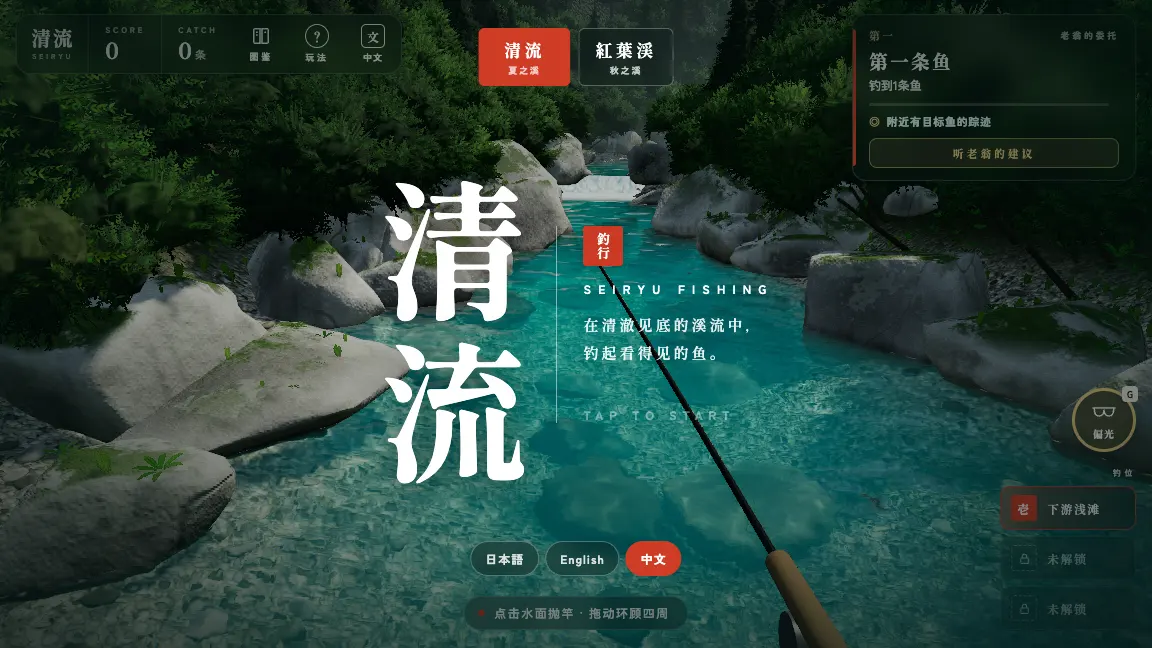 清流
SEIRYU
SCORE
0
CATCH
0条
圖鉴
?
玩法
文
中文
清流
夏之溪
紅葉溪
秋之溪
第一
老翁的委托
第一条鱼
钓到1条鱼
附近有目标鱼的踪迹
听老翁的建议
清流
釣行
SEIRYU FISHING
在清澈见底的溪流中,
钓起看得见的鱼。
TAP TO START
G
偏光
钓位
壱 下游浅滩
未解锁
未解锁
日本語
English
中文
点击水面抛竿 · 拖动环顾四周